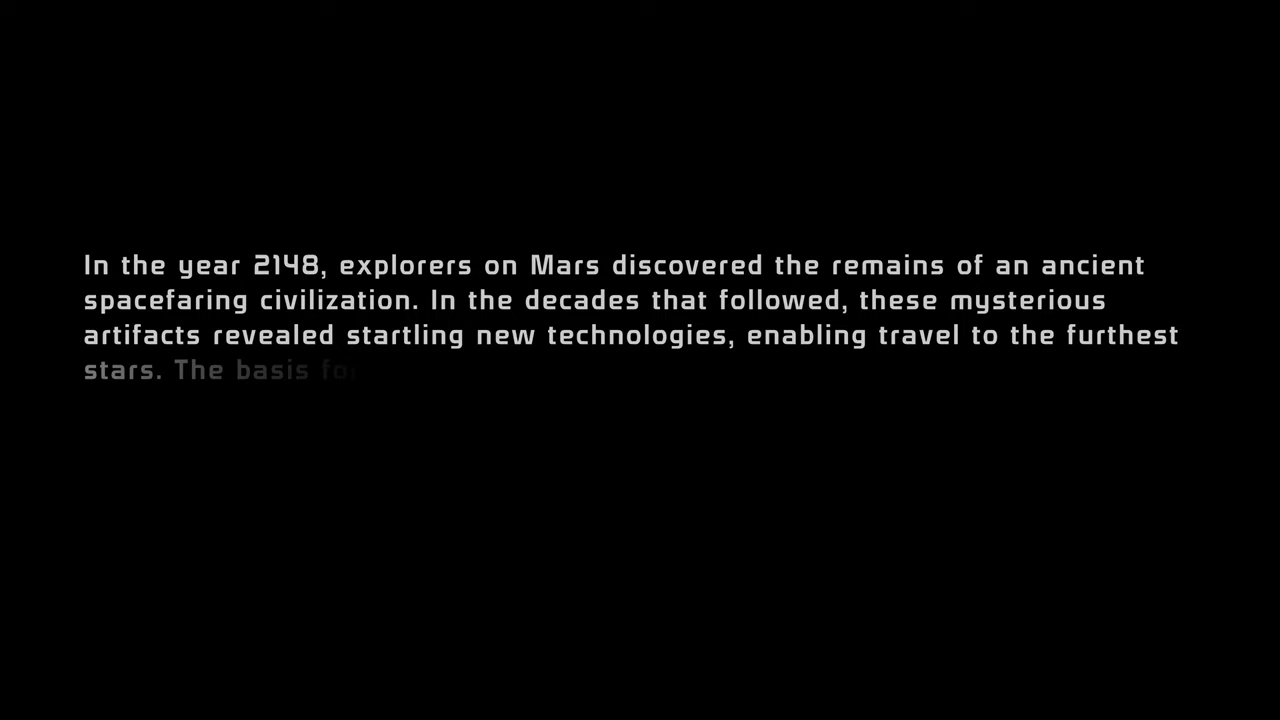 In the year 2148, explorers on Mars discovered the remains of an ancient
spacefaring civilization. In the decades that followed, these mysterious
artifacts revealed startling new technologies, enabling travel to the furthest
stars. The basis for